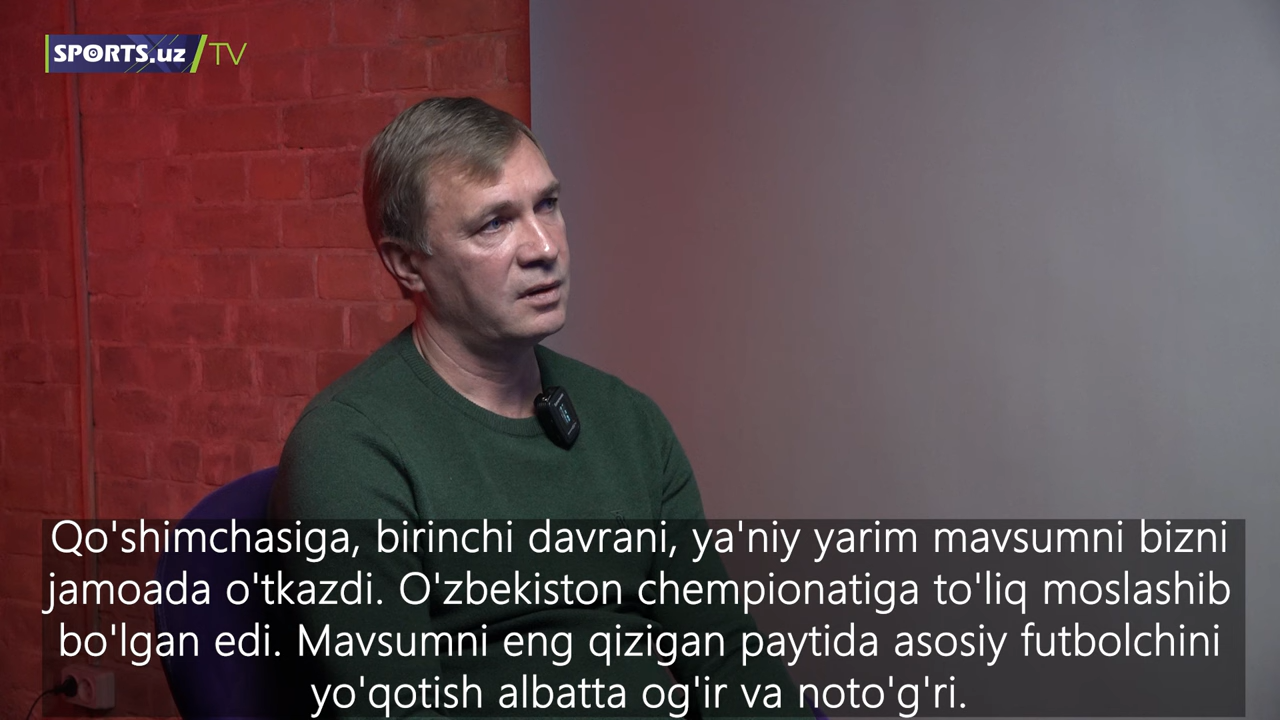 SPORTS.uz/TV
Qo'shimchasiga, birinchi davrani, ya'niy yarim mavsumni bizni
jamoada o'tkazdi. O'zbekiston chempionatiga to'liq moslashib
bo'lgan edi. Mavsumni eng qizigan paytida asosiy futbolchini
yo'qotish albatta og'ir va noto'g'ri.